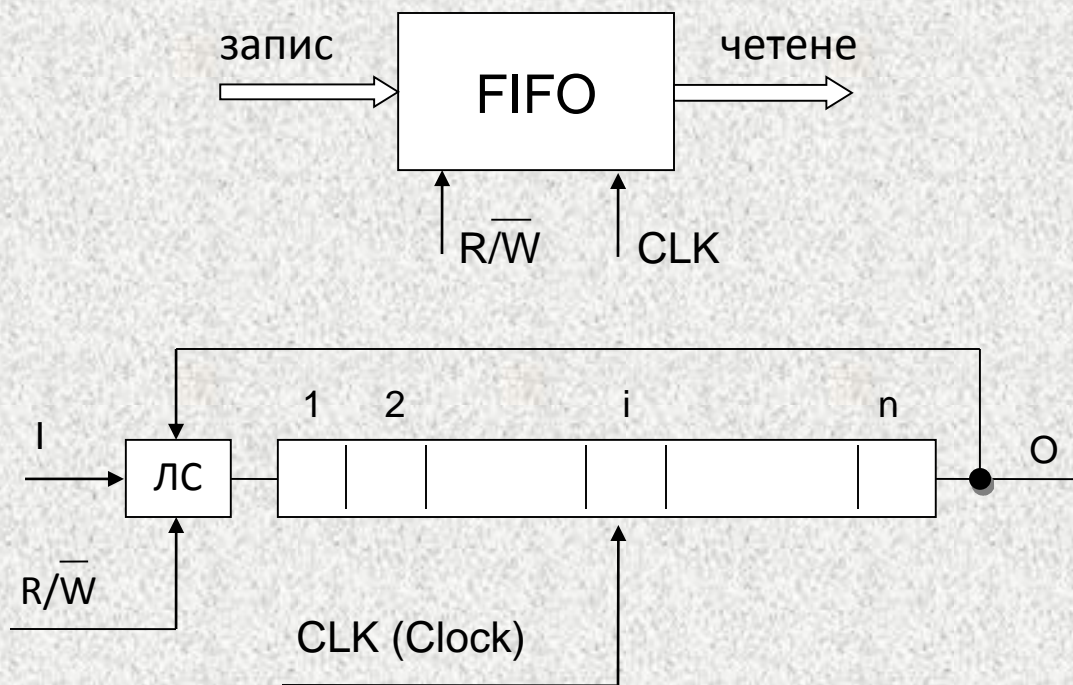 запис
FIFO
четене
R/W̅
CLK
1 2 i n
I
ЛС
O
R/W̅
CLK (Clock)